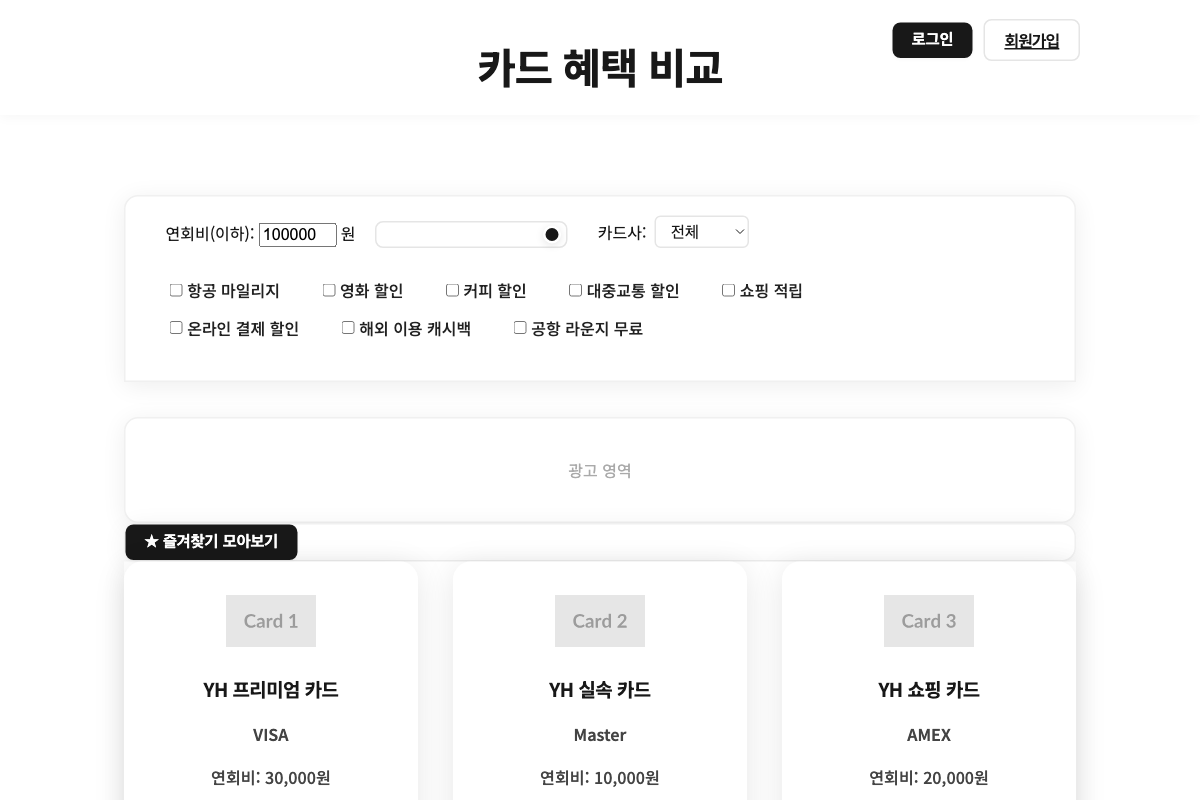 로그인
회원가입
카드 혜택 비교
연회비(이하): 100000 원
카드사: 전체
항공 마일리지 영화 할인 커피 할인 대중교통 할인 쇼핑 적립
온라인 결제 할인 해외 이용 캐시백 공항 라운지 무료
광고 영역
★ 즐겨찾기 모아보기
Card 1
YH 프리미엄 카드
VISA
연회비: 30,000원
Card 2
YH 실속 카드
Master
연회비: 10,000원
Card 3
YH 쇼핑 카드
AMEX
연회비: 20,000원